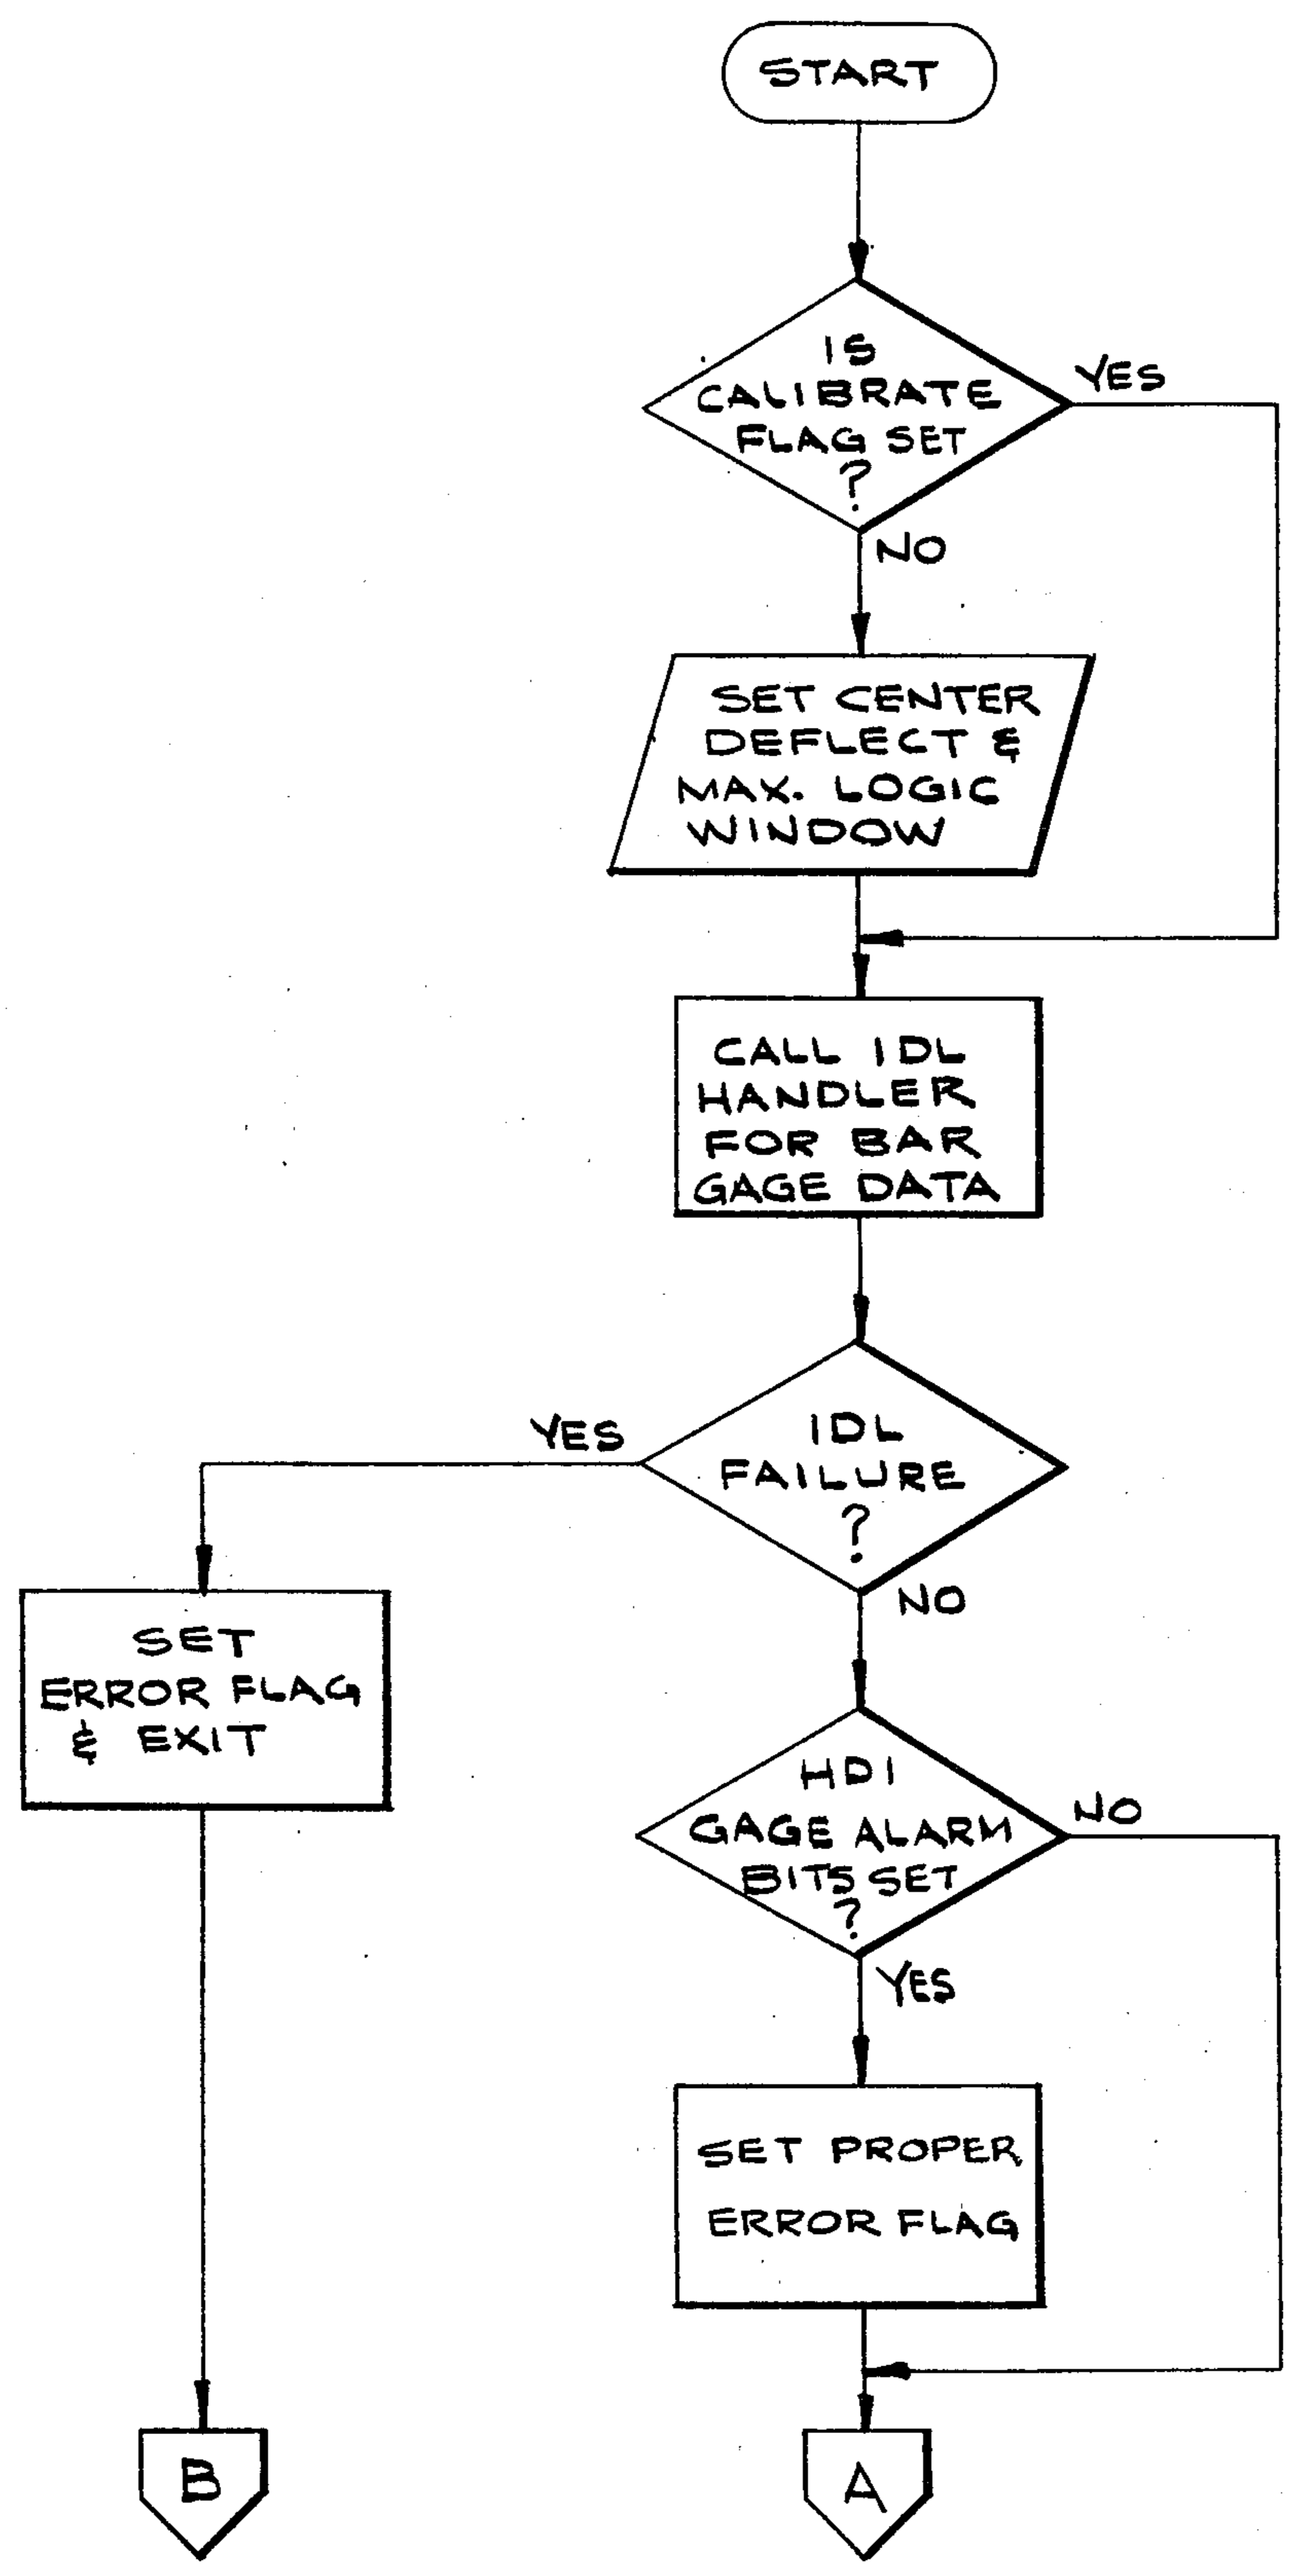 START
IS
CALIBRATE
FLAG SET
?
YES
NO
SET CENTER
DEFLECT &
MAX. LOGIC
WINDOW
CALL IDL
HANDLER
FOR BAR
GAGE DATA
IDL
FAILURE
?
YES
NO
SET
ERROR FLAG
& EXIT
HDI
GAGE ALARM
BITS SET
?
NO
YES
SET PROPER
ERROR FLAG
B
A